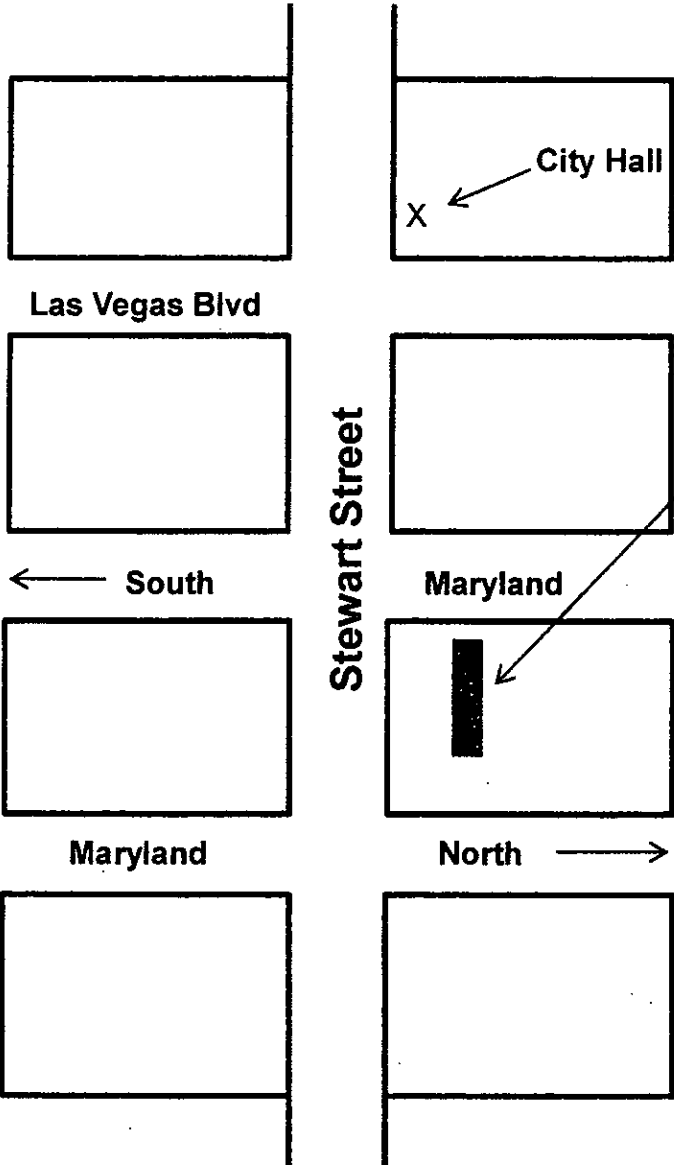 City Hall
X
Las Vegas Blvd
Stewart Street
South
Maryland
Maryland
North